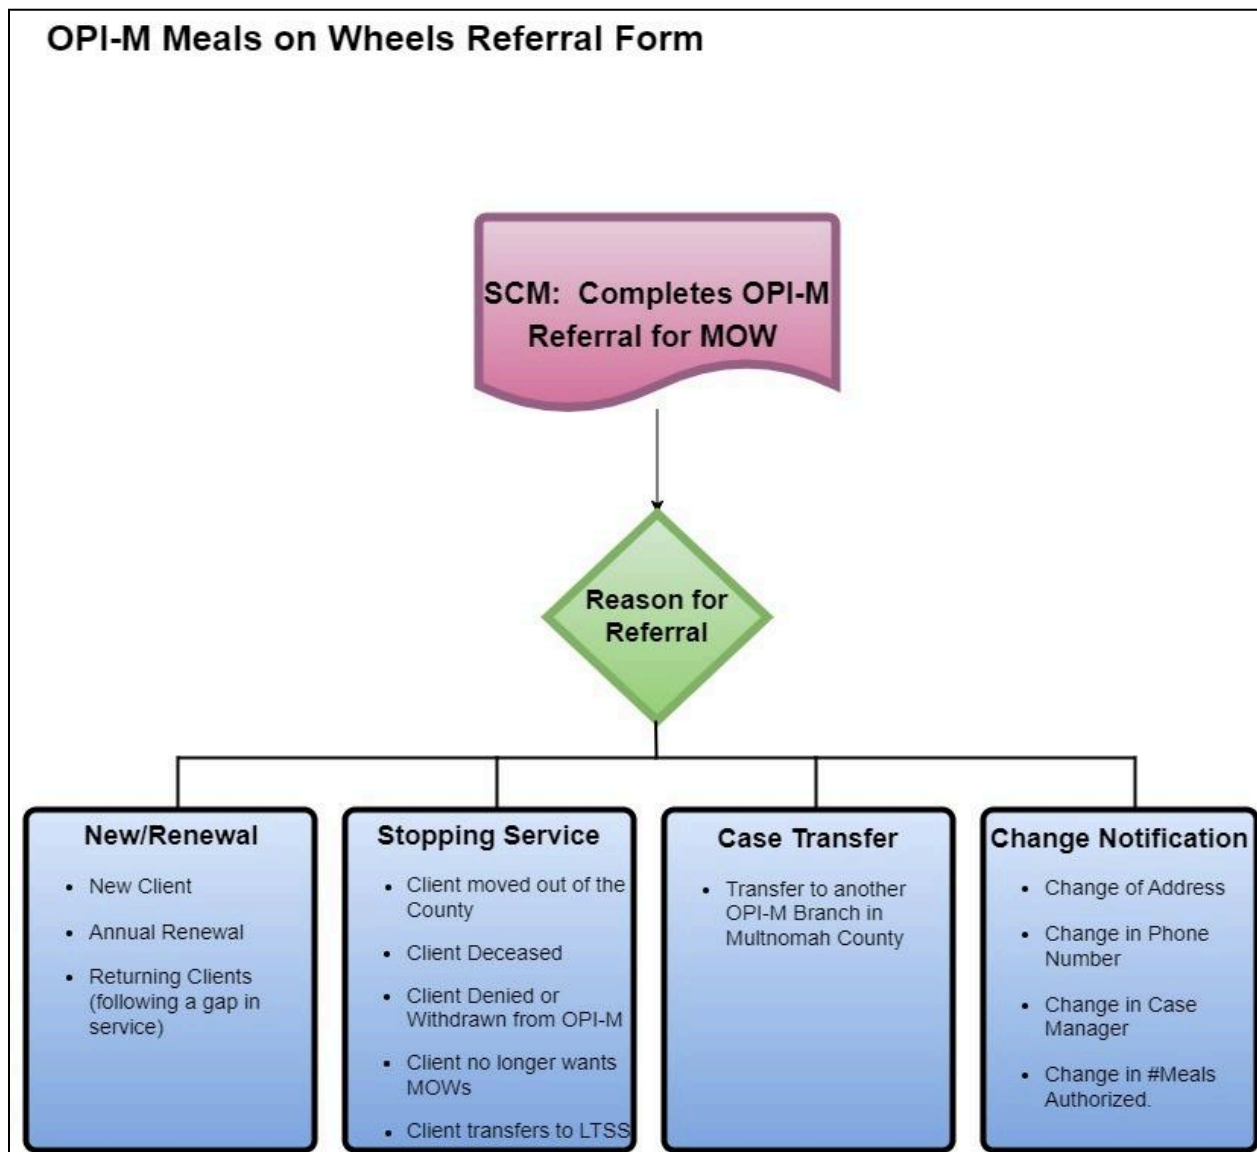 OPI-M Meals on Wheels Referral Form
SCM: Completes OPI-M
Referral for MOW
Reason for
Referral
New/Renewal
• New Client
• Annual Renewal
• Returning Clients
(following a gap in
service)
Stopping Service
• Client moved out of the
County
• Client Deceased
• Client Denied or
Withdrawn from OPI-M
• Client no longer wants
MOWs
• Client transfers to LTSS
Case Transfer
• Transfer to another
OPI-M Branch in
Multnomah County
Change Notification
• Change of Address
• Change in Phone
Number
• Change in Case
Manager
• Change in #Meals
Authorized.